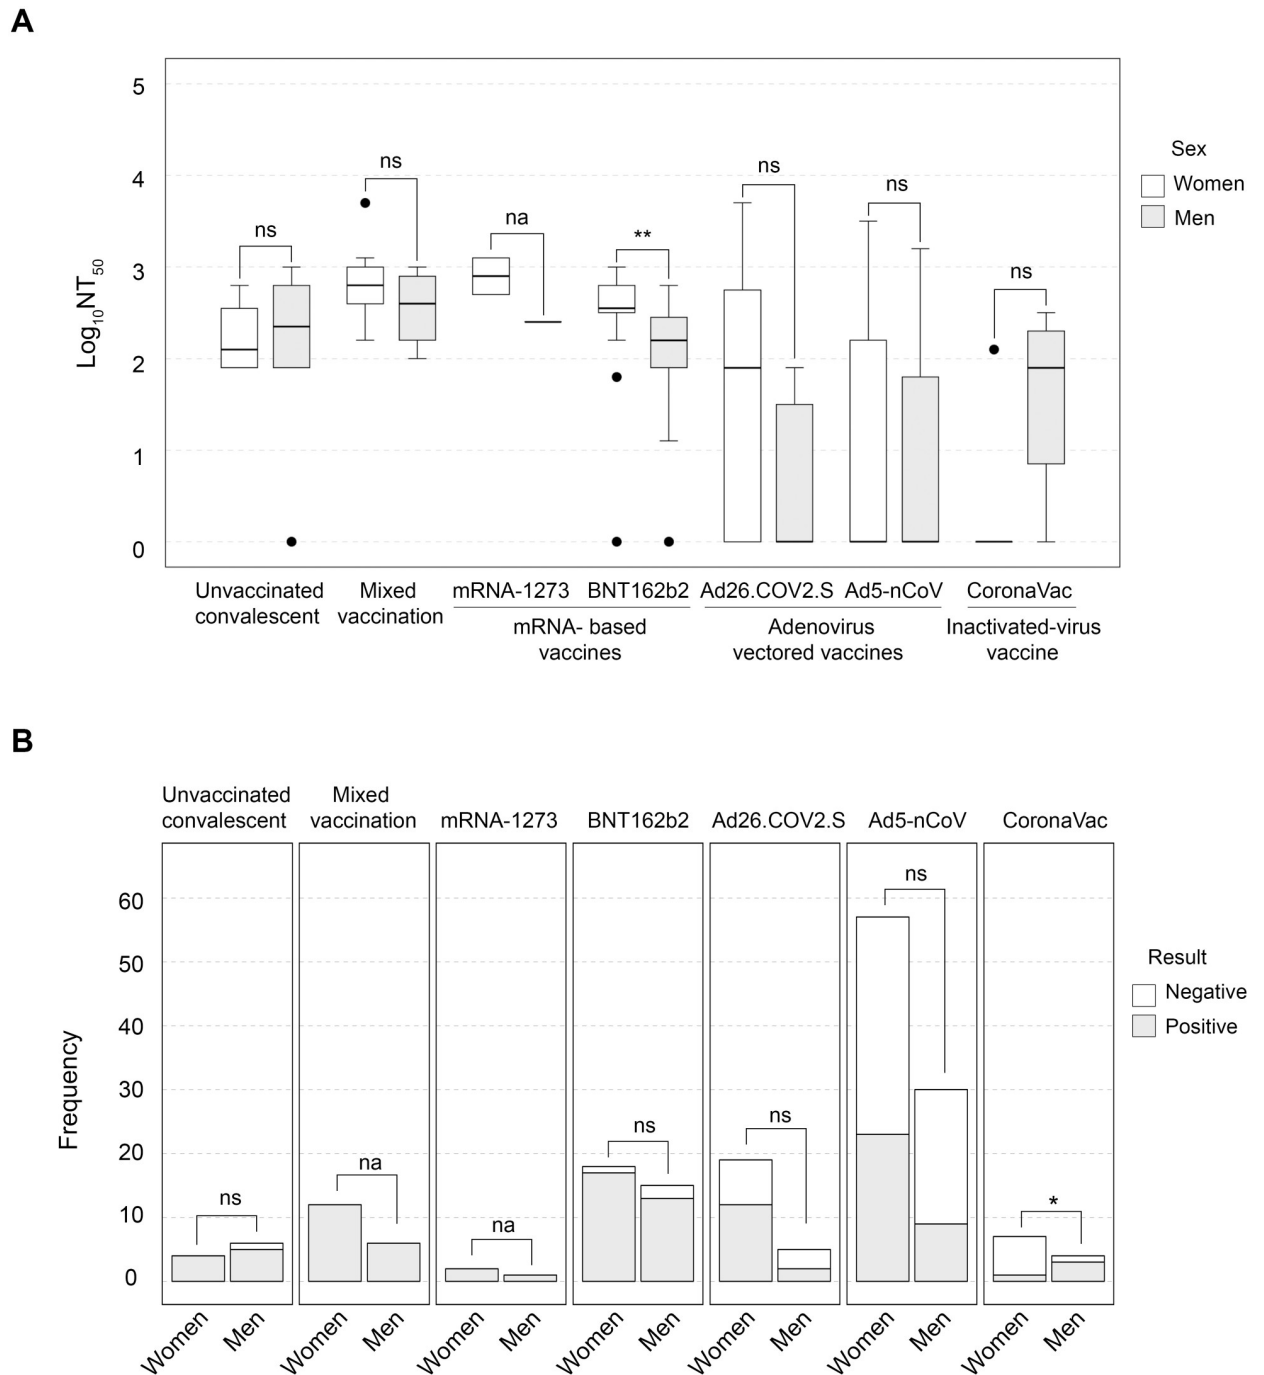 A
5
4
3
2
1
0
Log10NT50
ns
ns
na
**
ns
ns
ns
Sex
Women
Men
Unvaccinated
convalescent
Mixed
vaccination
mRNA-1273
BNT162b2
Ad26.COV2.S
Ad5-nCoV
CoronaVac
mRNA- based
vaccines
Adenovirus
vectored vaccines
Inactivated-virus
vaccine
B
Unvaccinated
convalescent
Mixed
vaccination
mRNA-1273
BNT162b2
Ad26.COV2.S
Ad5-nCoV
CoronaVac
60
50
40
30
20
10
0
Frequency
ns
na
na
ns
ns
ns
*
Result
Negative
Positive
Women
Men
Women
Men
Women
Men
Women
Men
Women
Men
Women
Men
Women
Men